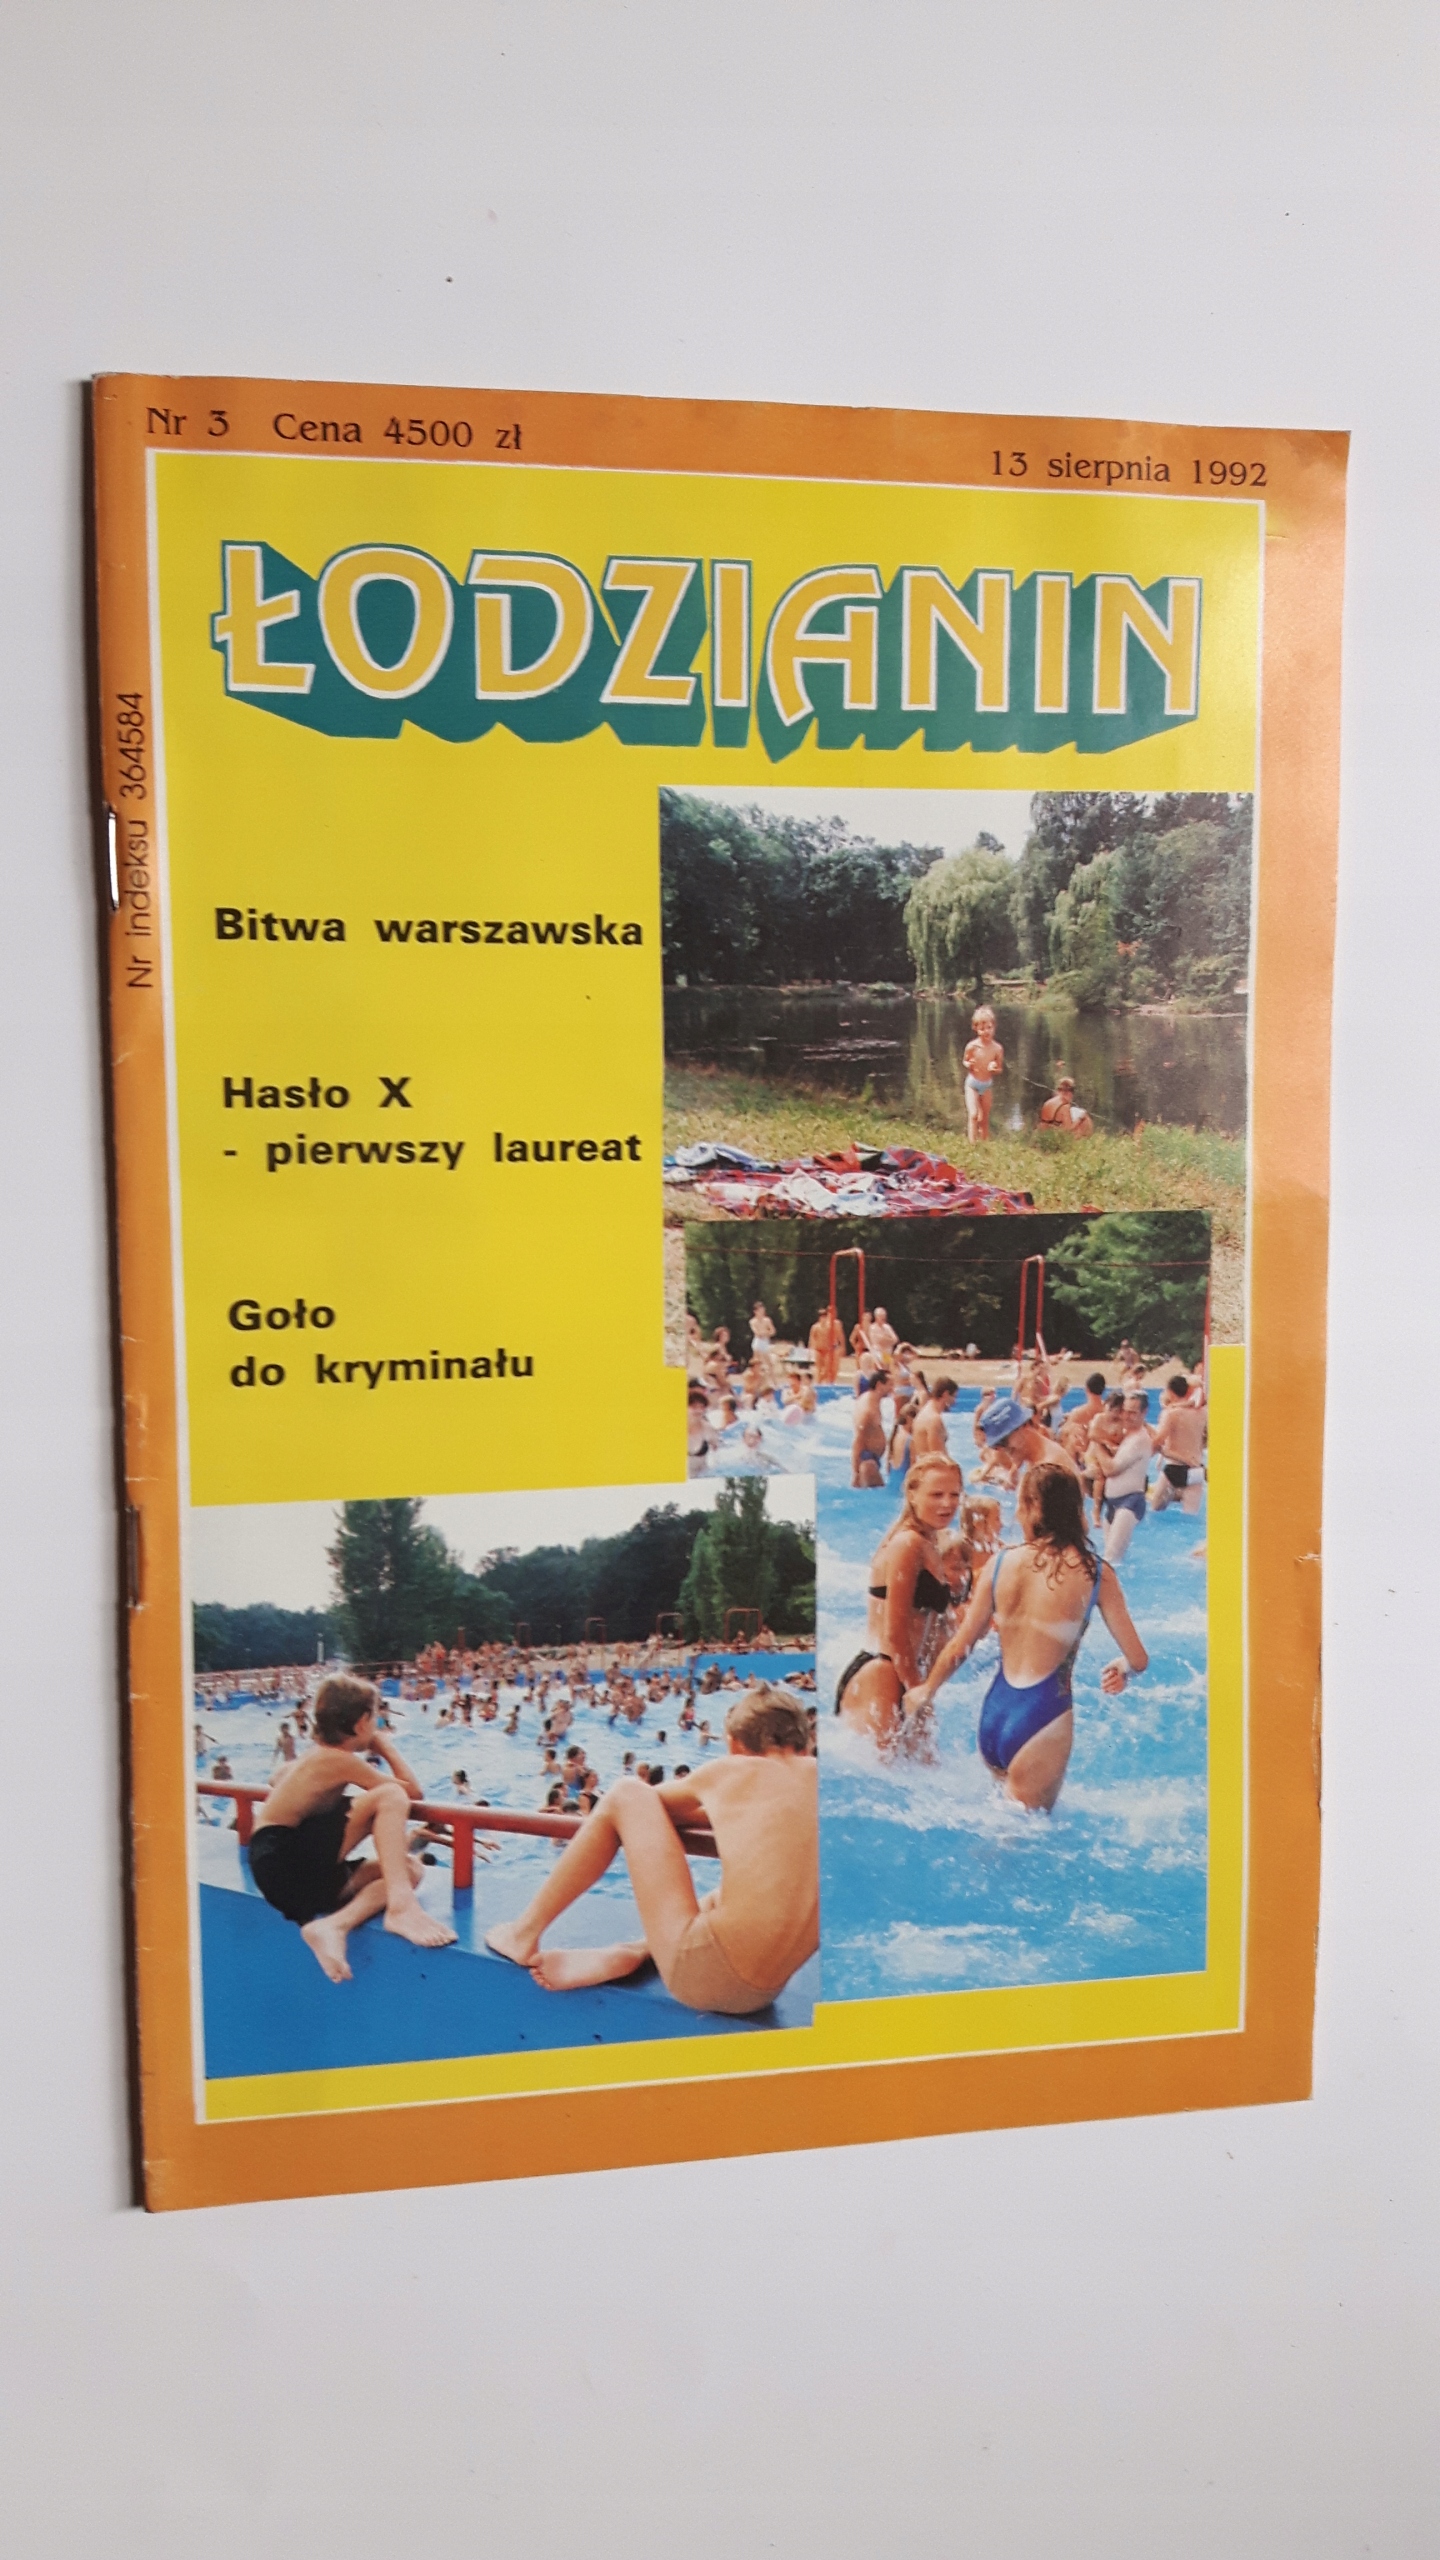 Nr 3 Cena 4500 zł
13 sierpnia 1992
ŁODZIANIN
Nr indeksu 364584
Bitwa warszawska
Hasło X
- pierwszy laureat
Goło
do kryminału